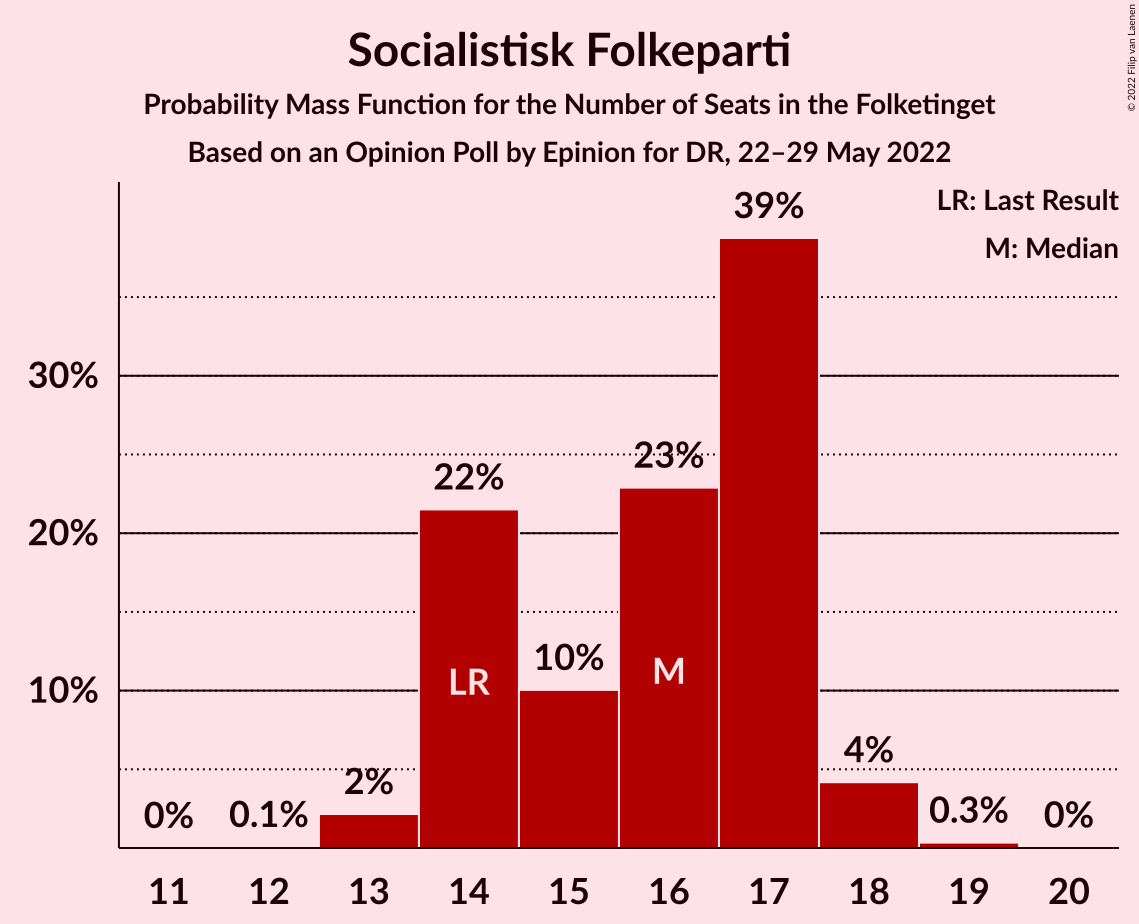 Socialistisk Folkeparti
Probability Mass Function for the Number of Seats in the Folketinget
Based on an Opinion Poll by Epinion for DR, 22–29 May 2022
© 2022 Filip van Laenen
LR: Last Result
M: Median
30%
20%
10%
0%
0.1%
2%
22%
10%
23%
39%
4%
0.3%
0%
LR
M
11 12 13 14 15 16 17 18 19 20